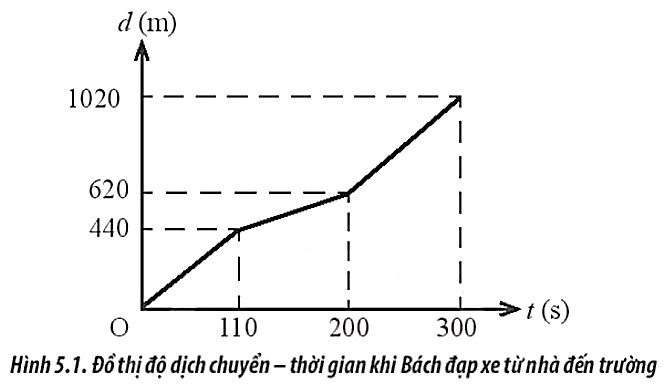 d (m)
1020
620
440
O
110
200
300
t (s)
Hình 5.1. Đồ thị độ dịch chuyển – thời gian khi Bách đạp xe từ nhà đến trường